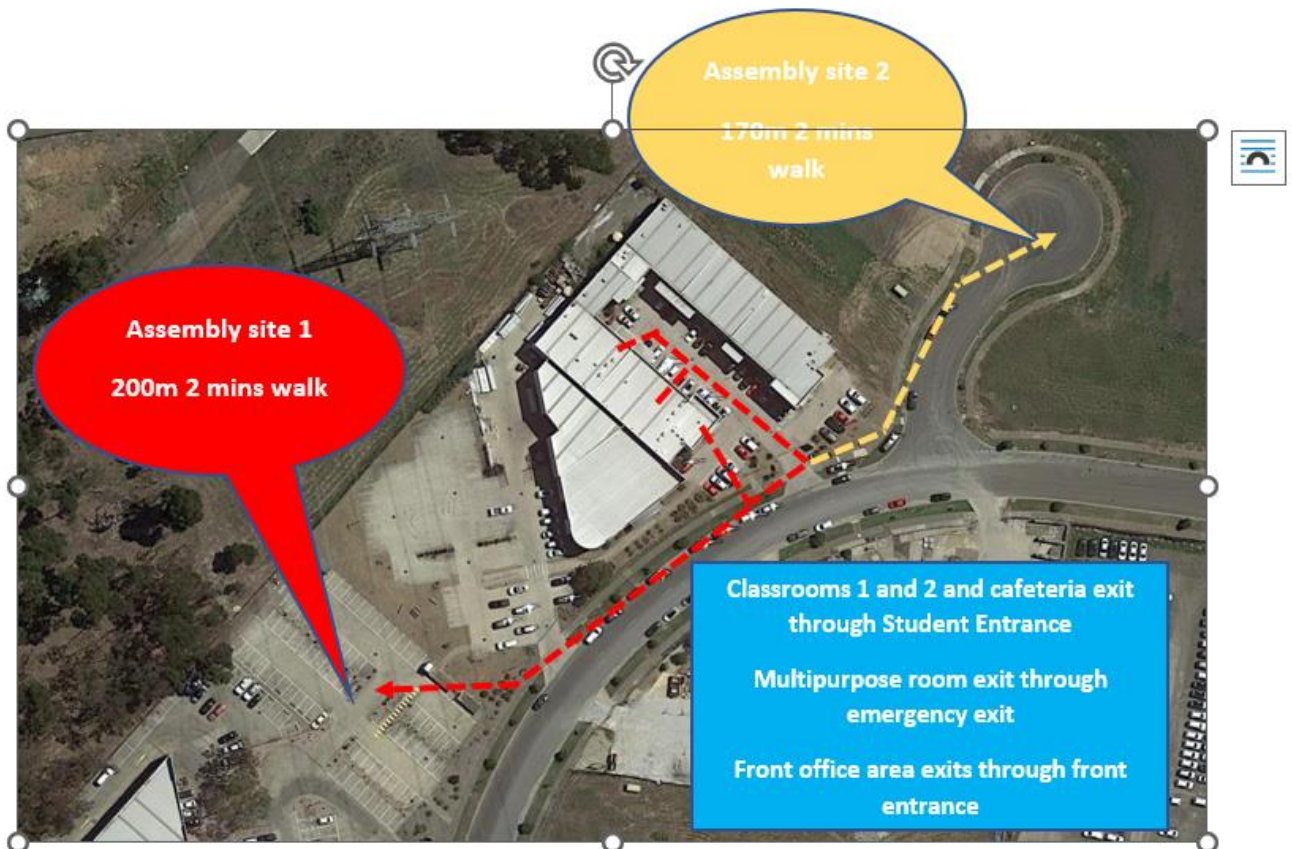 Assembly site 2
170m 2 mins
walk
Assembly site 1
200m 2 mins walk
Classrooms 1 and 2 and cafeteria exit
through Student Entrance
Multipurpose room exit through
emergency exit
Front office area exits through front
entrance